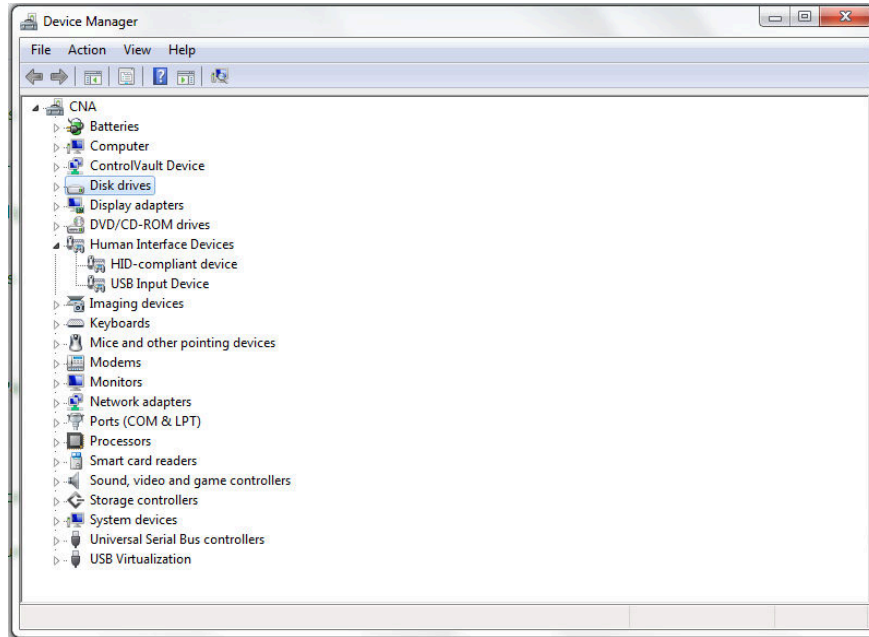 Device Manager
File Action View Help
CNA
Batteries
Computer
ControlVault Device
Disk drives
Display adapters
DVD/CD-ROM drives
Human Interface Devices
HID-compliant device
USB Input Device
Imaging devices
Keyboards
Mice and other pointing devices
Modems
Monitors
Network adapters
Ports (COM & LPT)
Processors
Smart card readers
Sound, video and game controllers
Storage controllers
System devices
Universal Serial Bus controllers
USB Virtualization